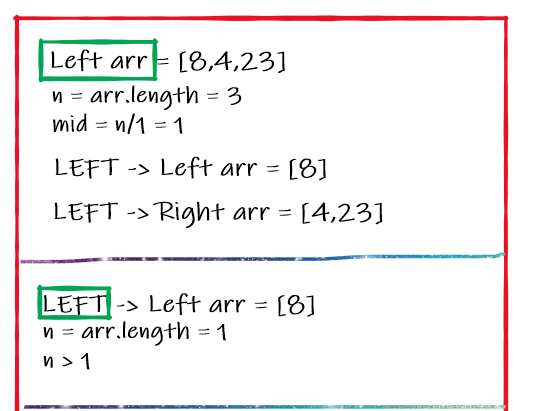 Left arr = [8,4,23]
n = arr.length = 3
mid = n/1 = 1
LEFT -> Left arr = [8]
LEFT -> Right arr = [4,23]
LEFT -> Left arr = [8]
n = arr.length = 1
n > 1